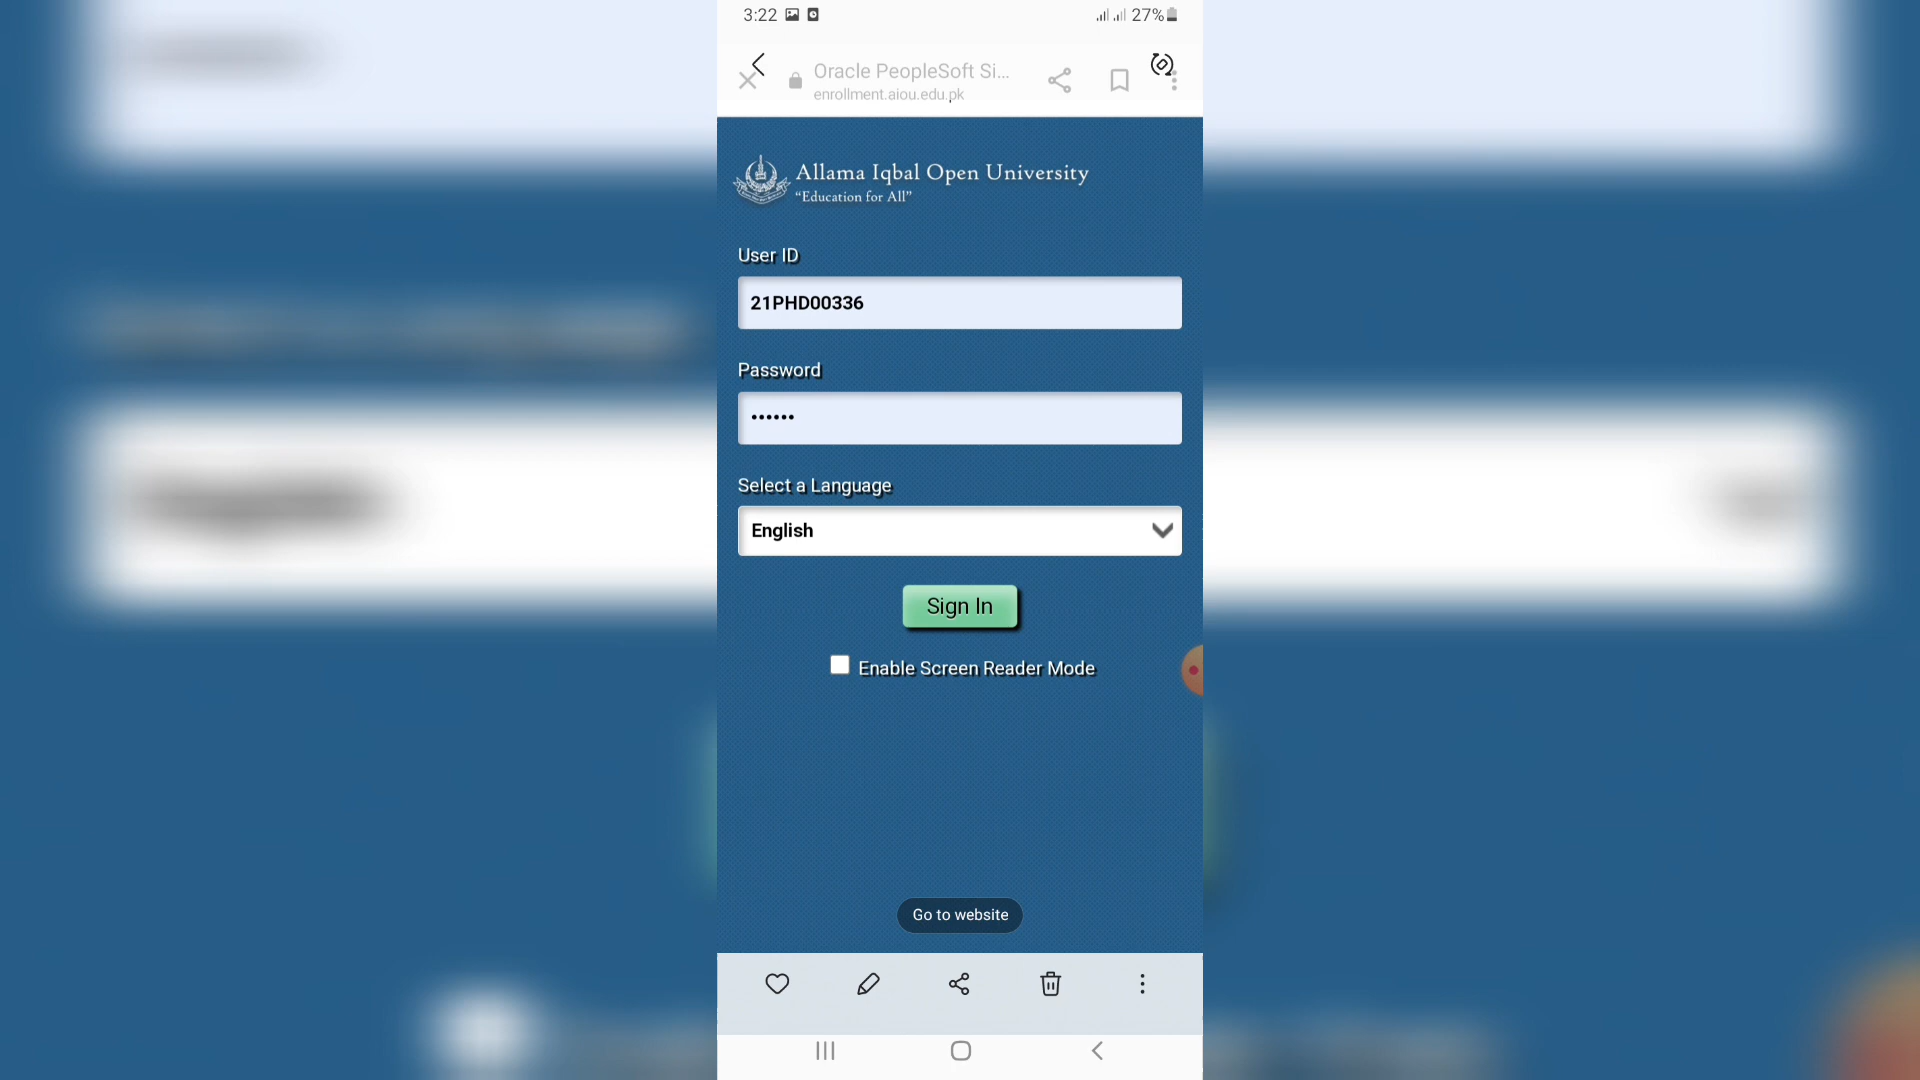 3:22
27%
Oracle PeopleSoft Si...
enrollment.aiou.edu.pk
Allama Iqbal Open University
“Education for All”
User ID
21PHD00336
Password
••••••
Select a Language
English
Sign In
Enable Screen Reader Mode
Go to website